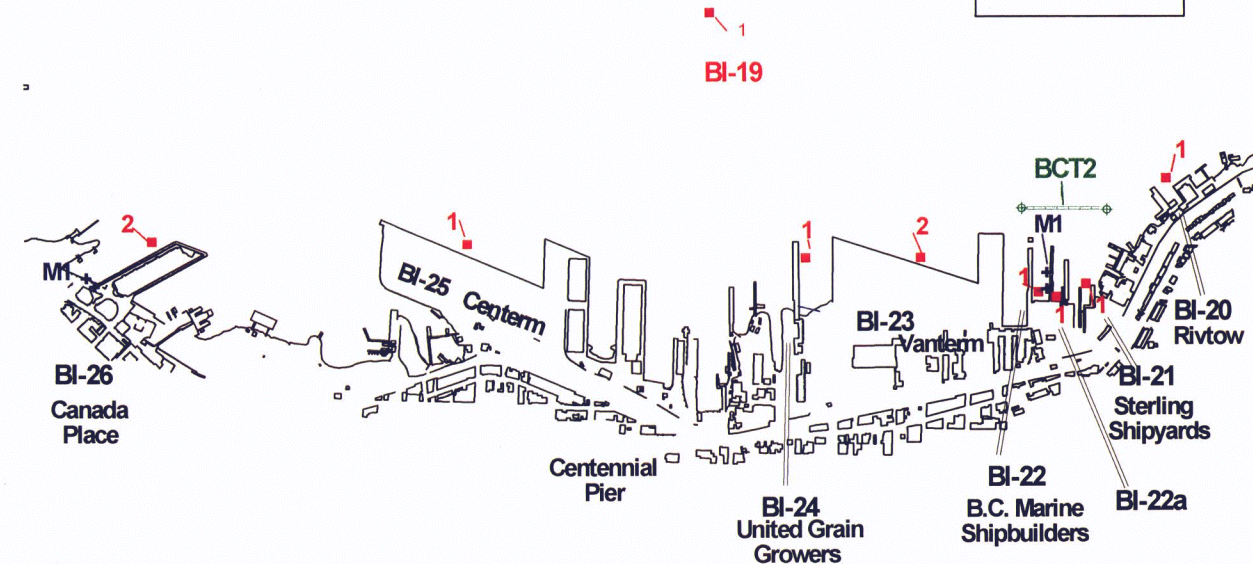 1
BI-19
1
BCT2
2
1
1
2
M1
M1
BI-25 Centerm
1
1
1
BI-20
Rivtow
BI-23
Vanterm
BI-26
BI-21
Canada
Place
Sterling
Shipyards
Centennial
Pier
BI-22
BI-22a
BI-24
B.C. Marine
Shipbuilders
United Grain
Growers